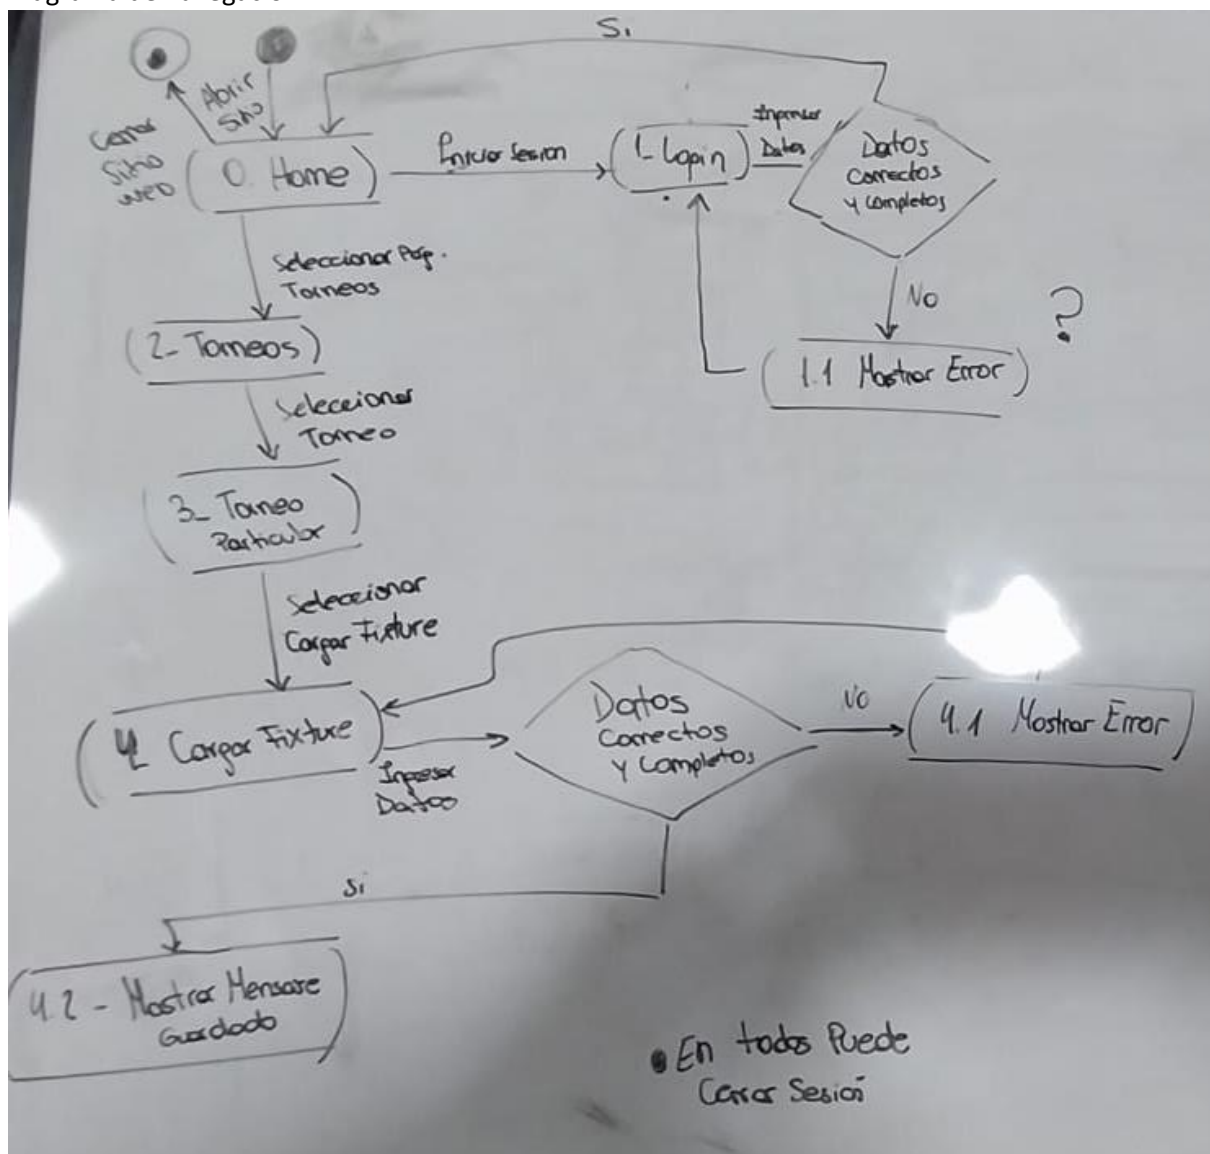 Si
Abrir
Sitio
Cerrar
Sitio
web
0. Home
Iniciar Sesion
1- Login
Ingresar
Datos
Datos
Correctos
y Completos
No
1.1 Mostrar Error
?
Seleccionar
Torneos
2- Torneos
Seleccionar
Torneo
3- Torneo
Particular
Seleccionar
Cargar Fixture
4- Cargar Fixture
Ingresar
Datos
Datos
Correctos
y Completos
NO
4.1 Mostrar Error
Si
4.2 - Mostrar Mensaje
Guardado
En todos Puede
Cerrar Sesión